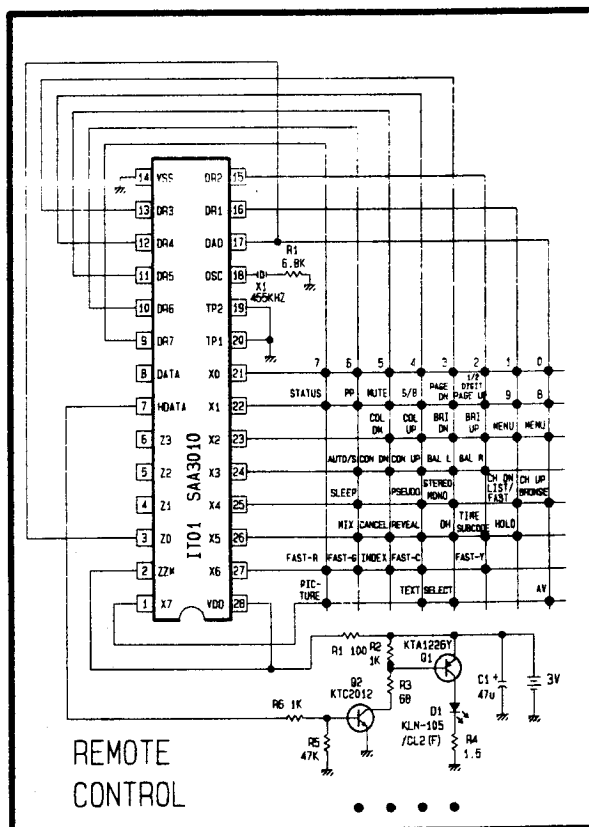 14 VSS DR2 15
13 DR3 DR1 16
12 DR4 DAO 17
R1
6.8K
11 DR5 OSC 18
X1
455KHZ
10 DR6 TP2 19
9 DR7 TP1 20
8 DATA X0 21
7 6 5 4 3 2 1 0
STATUS PP MUTE 5/8 PAGE DN 1/2 DYGIT PAGE UP 9 8
7 HDATA X1 22
COL DN COL UP BRI DN BRI UP MENU MENU
6 Z3 X2 23
AUTO/S CON DN CON UP BAL L BAL R
5 Z2 X3 24
SLEEP PSEUDO STEREO MONO CH DN LIST/FAST CH UP BROWSE
4 Z1 X4 25
MIX CANCEL REVEAL DH TIME SUBCODE HOLD
3 Z0 X5 26
FAST-R FAST-G INDEX FAST-C FAST-Y
2 ZZM X6 27
PIC-TURE TEXT SELECT AV
1 X7 VDD 28
IT01 SAA3010
R1 100
R2
1K
KTA1226Y
Q1
C1 +
47u
3V
Q2
KTC2012
R3
68
R6 1K
D1
KLN-105
/CL2(F)
R5
47K
R4
1.5
REMOTE
CONTROL